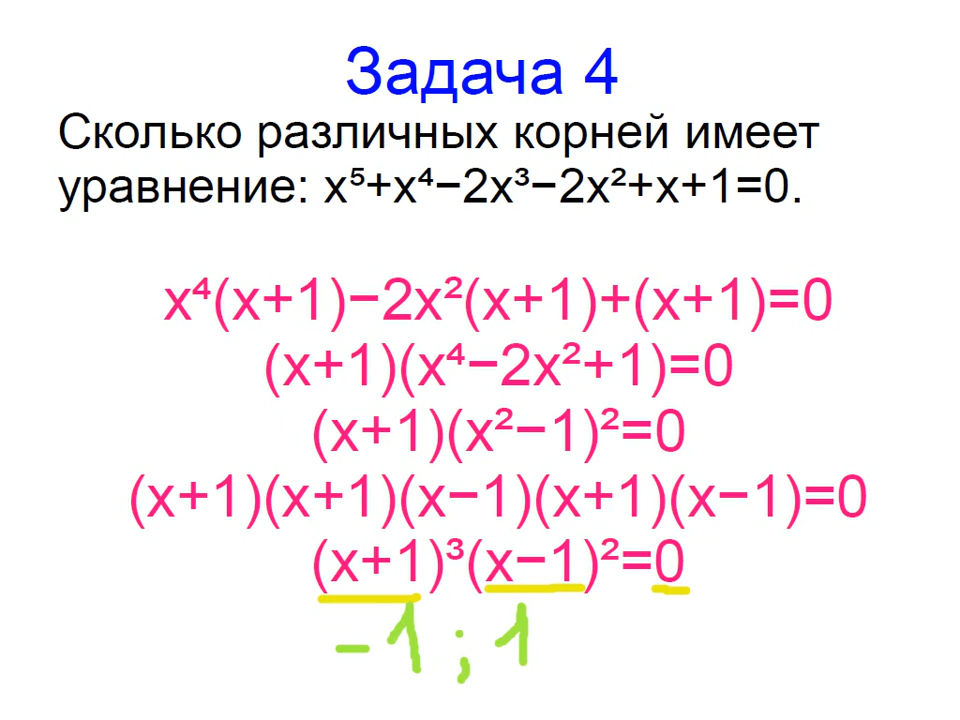 Задача 4
Сколько различных корней имеет
уравнение: x⁵+x⁴−2x³−2x²+x+1=0.
x⁴(x+1)−2x²(x+1)+(x+1)=0
(x+1)(x⁴−2x²+1)=0
(x+1)(x²−1)²=0
(x+1)(x+1)(x−1)(x+1)(x−1)=0
(x+1)³(x−1)²=0
−1 ; 1